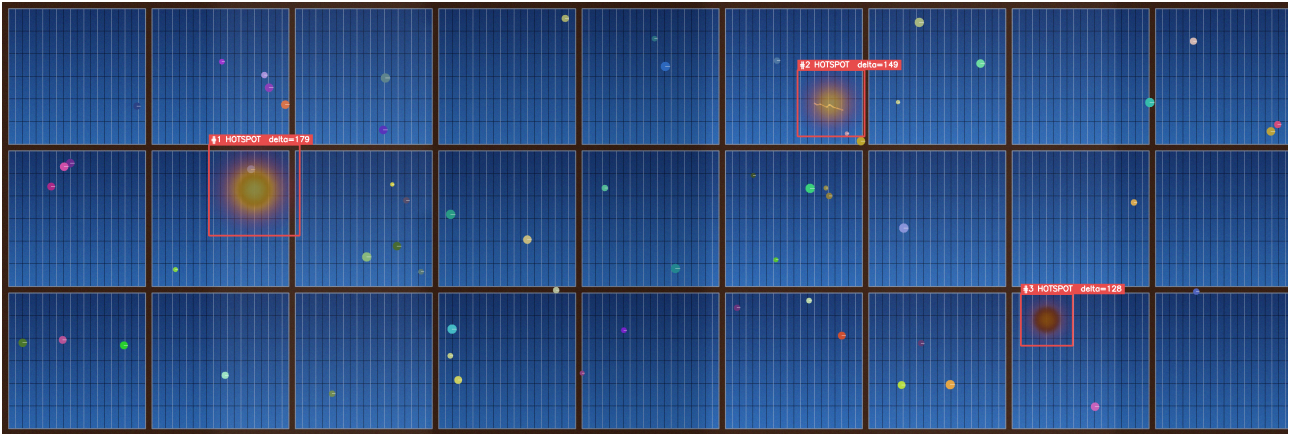 #2 HOTSPOT delta=149
#1 HOTSPOT delta=179
#3 HOTSPOT delta=128